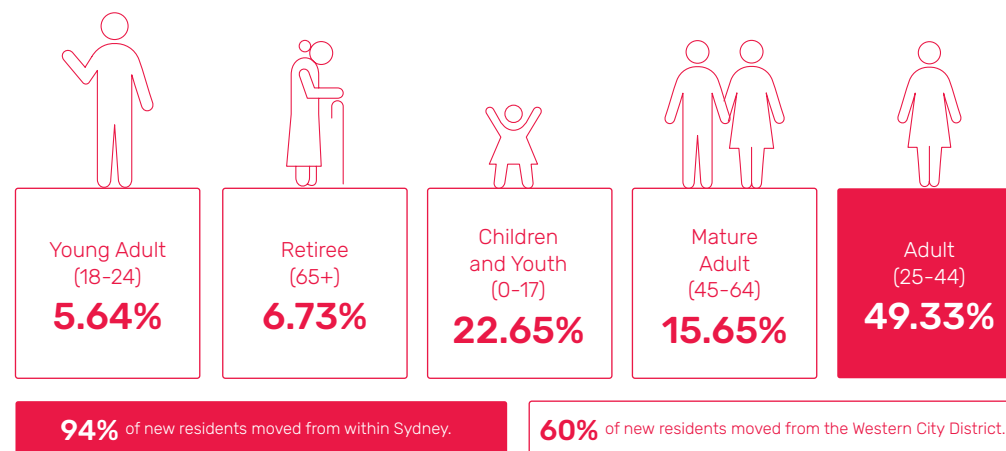 Young Adult
(18-24)
5.64%
Retiree
(65+)
6.73%
Children
and Youth
(0-17)
22.65%
Mature
Adult
(45-64)
15.65%
Adult
(25-44)
49.33%
94% of new residents moved from within Sydney.
60% of new residents moved from the Western City District.